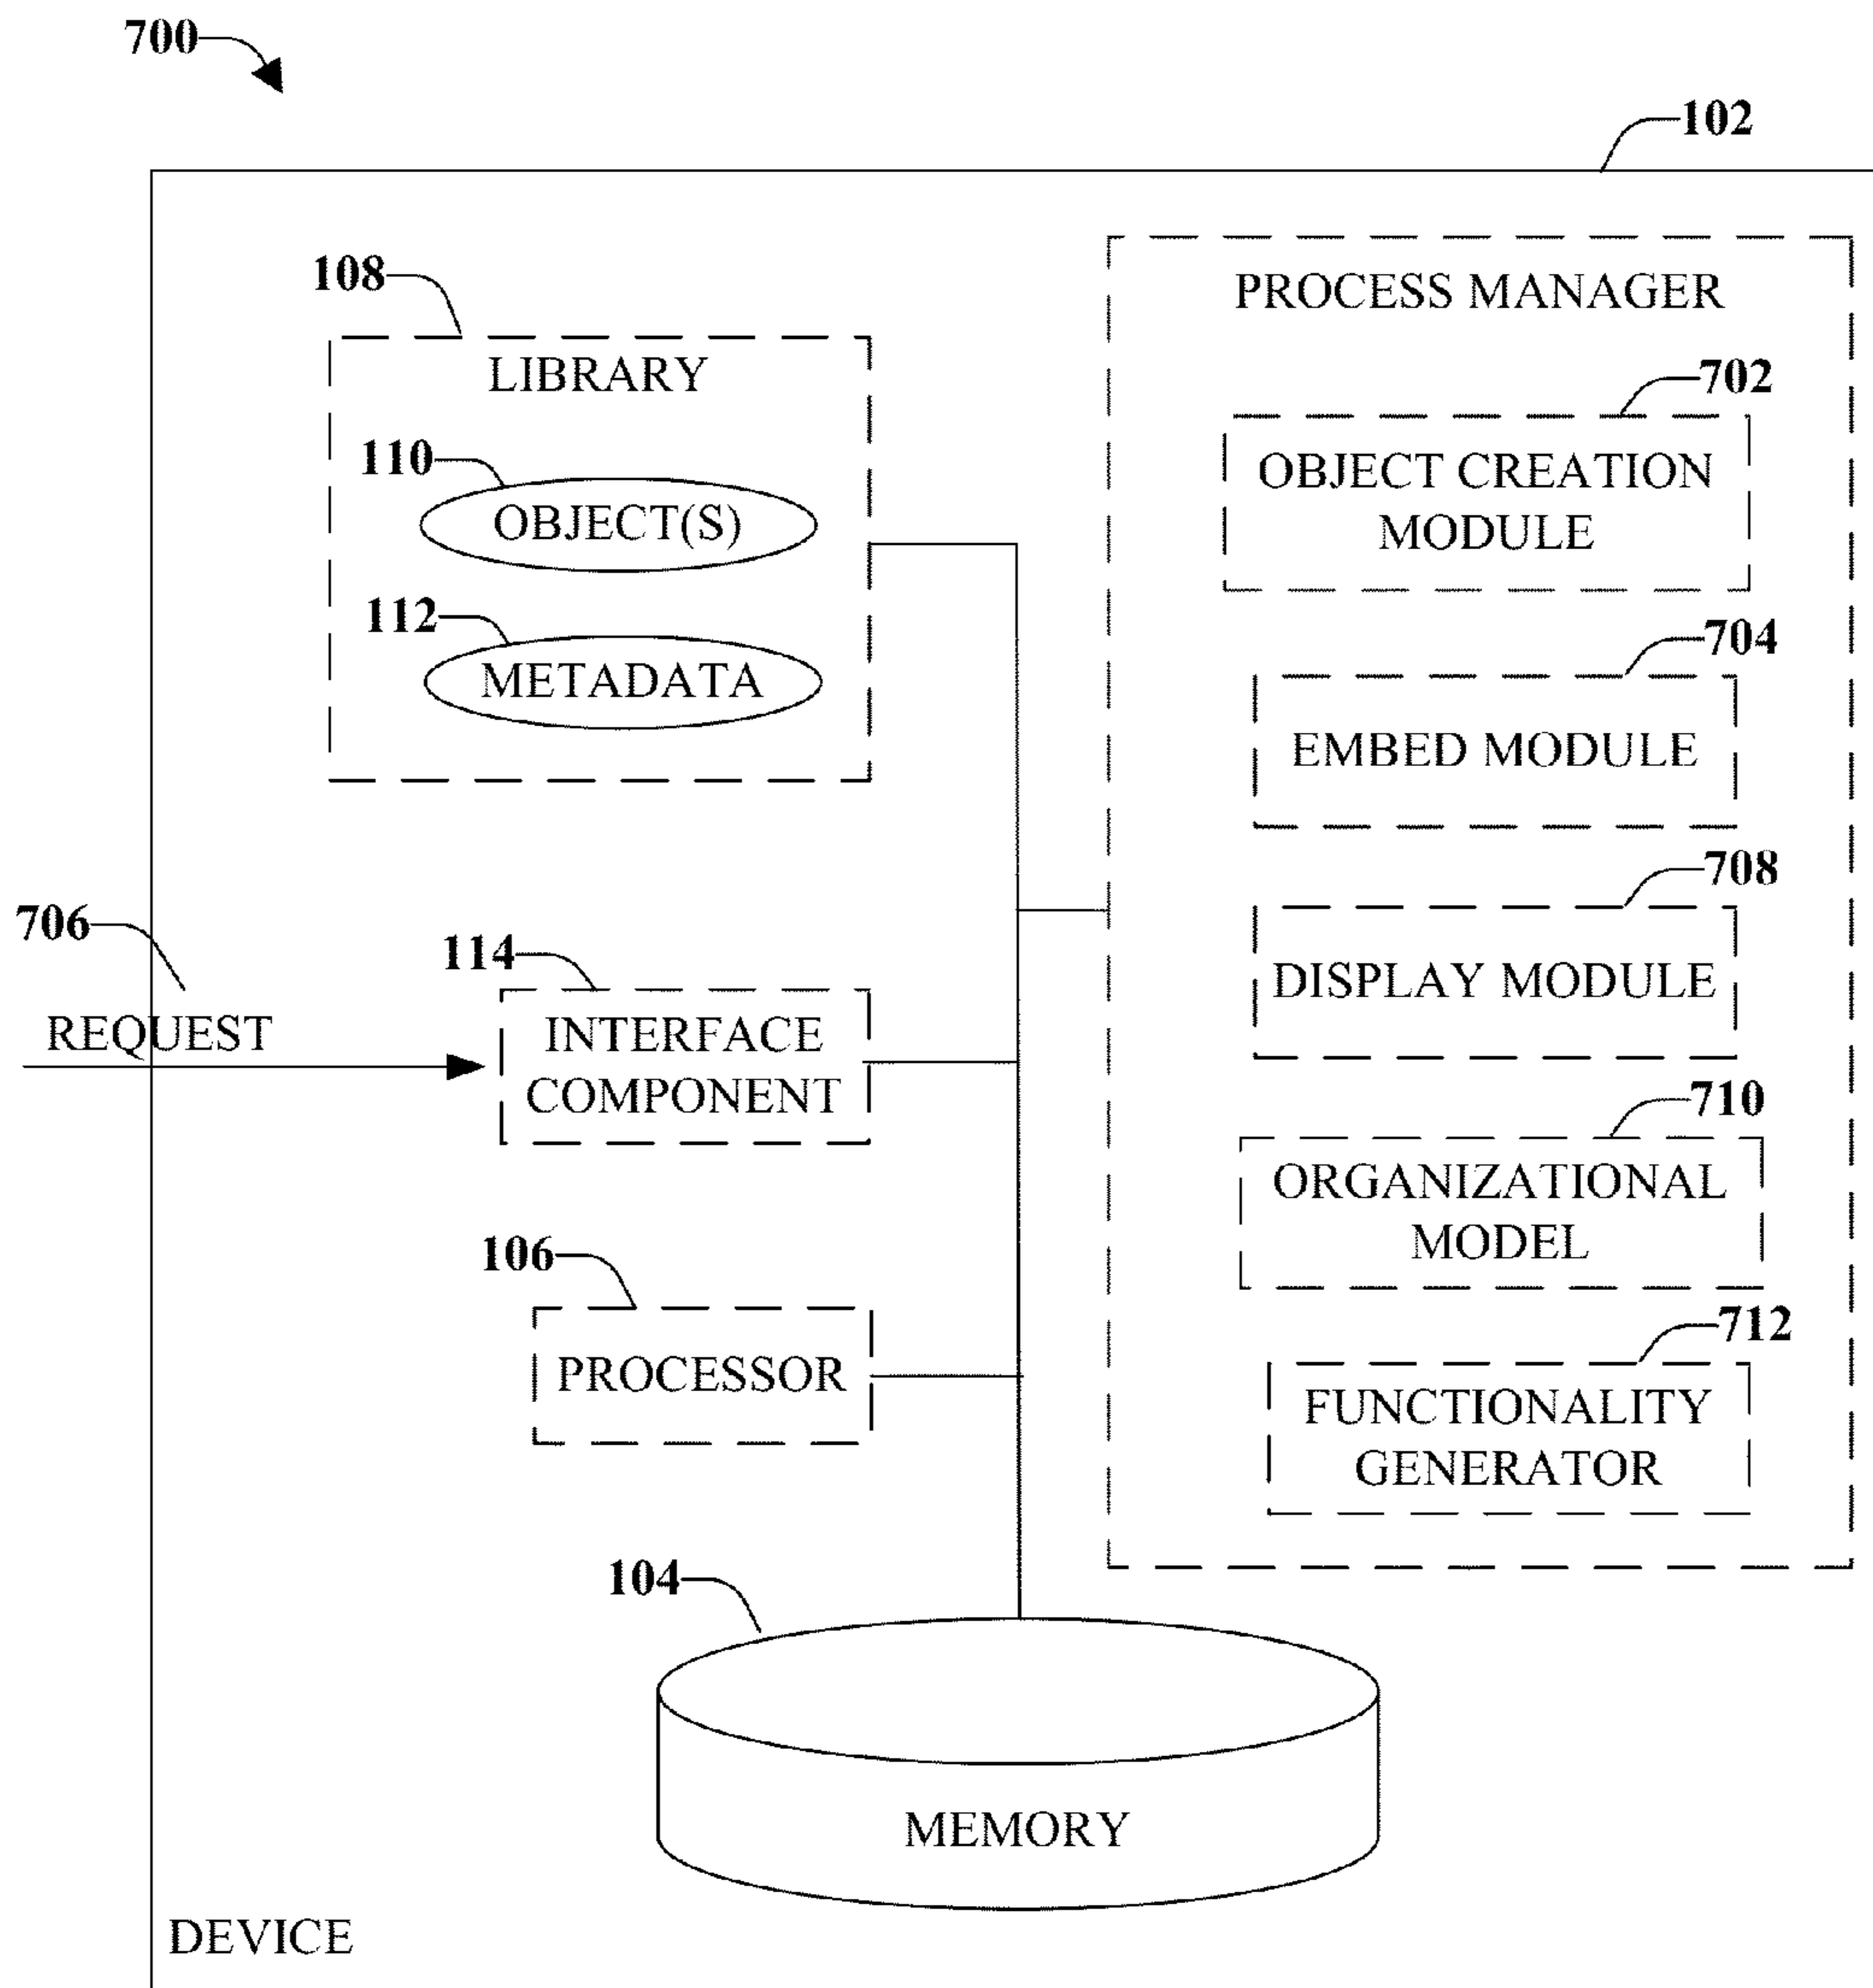 700
102
108
LIBRARY
110
OBJECT(S)
112
METADATA
PROCESS MANAGER
702
OBJECT CREATION
MODULE
704
EMBED MODULE
708
DISPLAY MODULE
710
ORGANIZATIONAL
MODEL
712
FUNCTIONALITY
GENERATOR
706
REQUEST
114
INTERFACE
COMPONENT
106
PROCESSOR
104
MEMORY
DEVICE